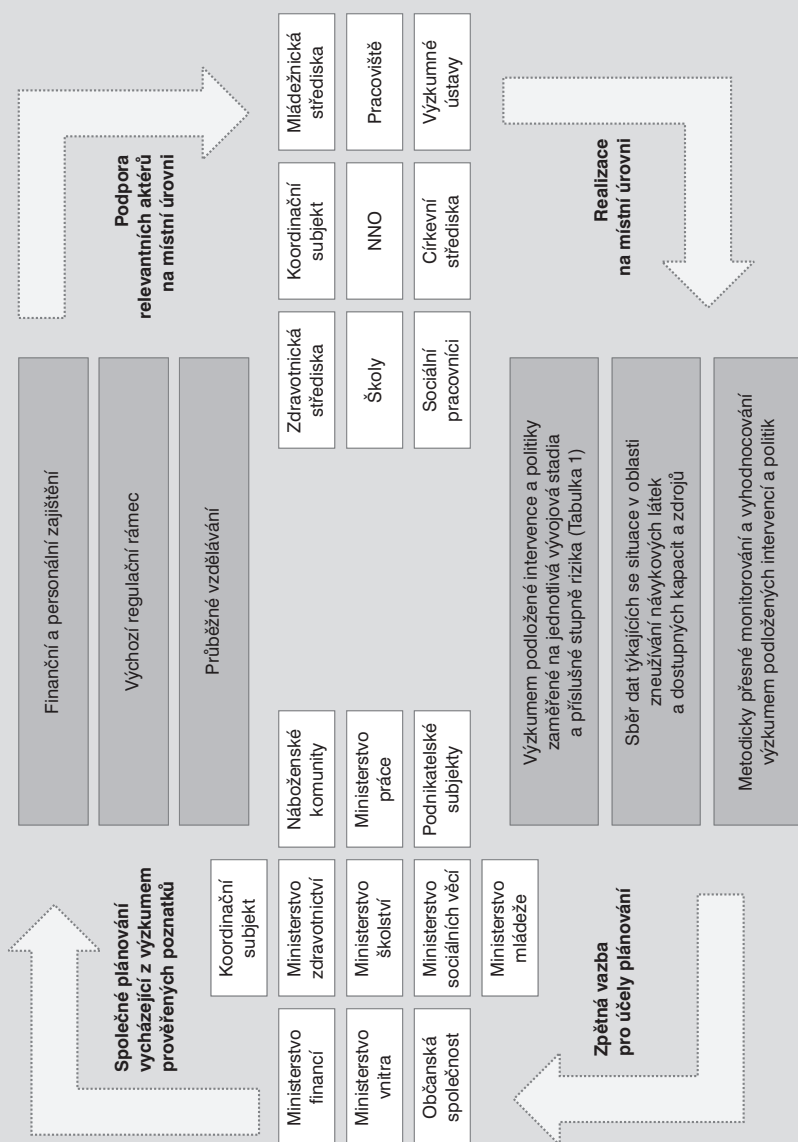 Finanční a personální zajištění
Výchozí regulační rámec
Průběžné vzdělávání
Společné plánování
vycházející z výzkumem
prověřených poznatků
Podpora
relevantních aktérů
na místní úrovni
Koordinační
subjekt
Ministerstvo
financí
Ministerstvo
zdravotnictví
Náboženské
komunity
Ministerstvo
vnitra
Ministerstvo
školství
Ministerstvo
práce
Občanská
společnost
Ministerstvo
sociálních věcí
Podnikatelské
subjekty
Ministerstvo
mládeže
Zdravotnická
střediska
Koordinační
subjekt
Mládežnická
střediska
Školy
NNO
Pracoviště
Sociální
pracovníci
Církevní
střediska
Výzkumné
ústavy
Zpětná vazba
pro účely plánování
Výzkumem podložené intervence a politiky
zaměřené na jednotlivá vývojová stadia
a příslušné stupně rizika (Tabulka 1)
Sběr dat týkajících se situace v oblasti
zneužívání návykových látek
a dostupných kapacit a zdrojů
Metodicky přesné monitorování a vyhodnocování
výzkumem podložených intervencí a politik
Realizace
na místní úrovni